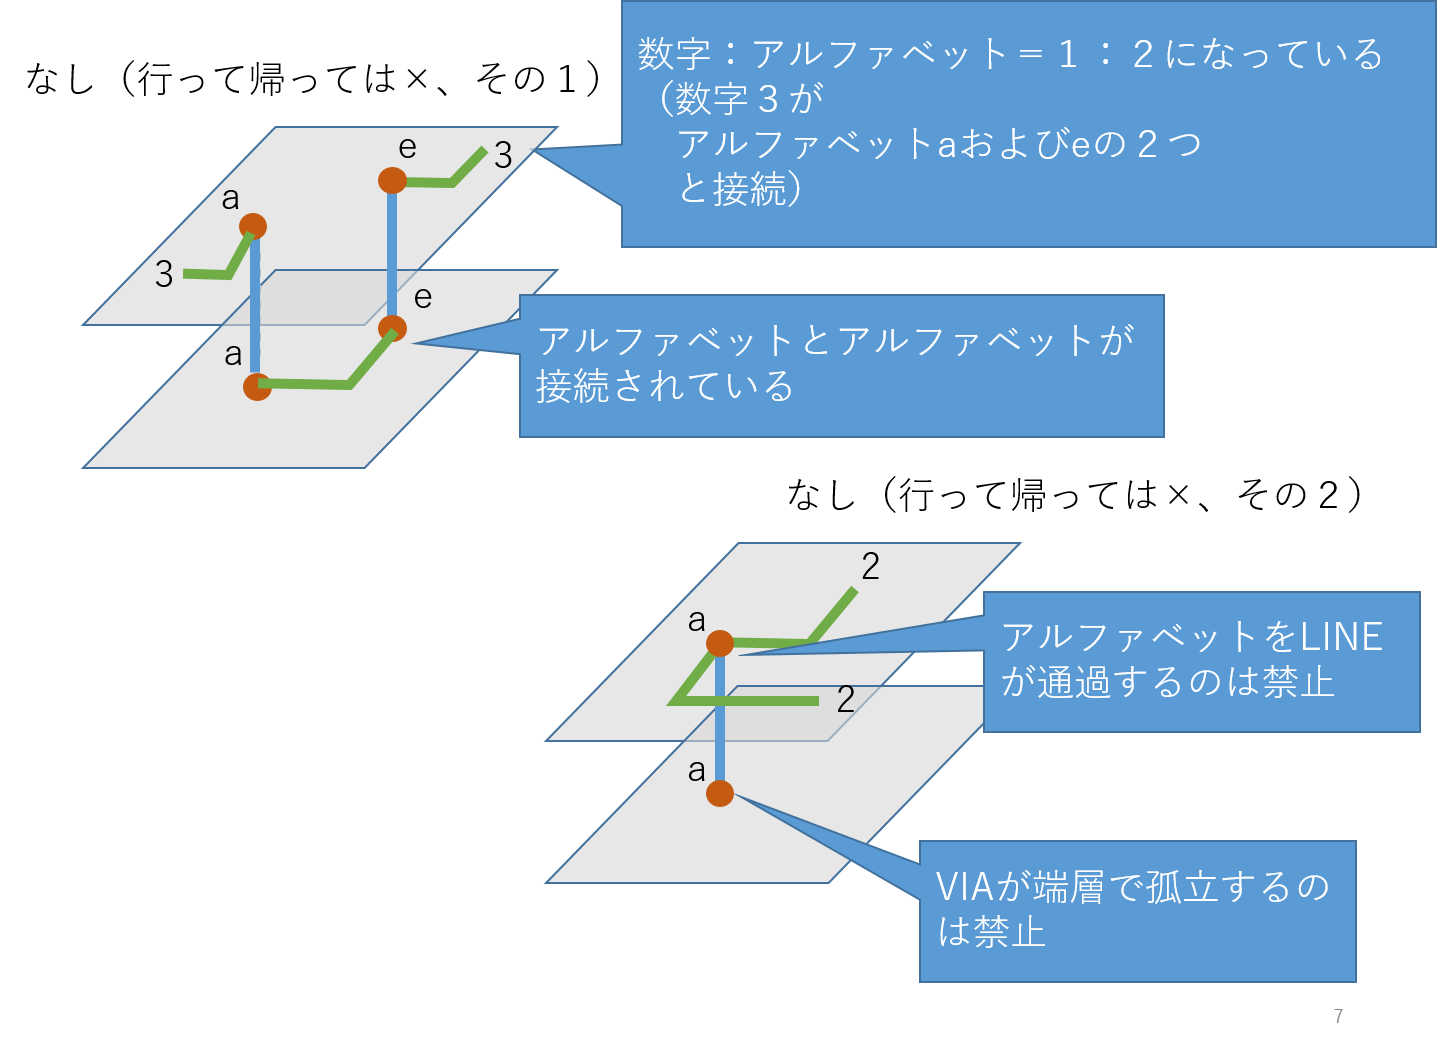 なし（行って帰っては×、その１）
数字：アルファベット＝１：２になっている
（数字３が
アルファベットaおよびeの２つ
と接続）
e
3
a
3
e
a
アルファベットとアルファベットが
接続されている
なし（行って帰っては×、その２）
2
a
アルファベットをLINE
が通過するのは禁止
2
a
VIAが端層で孤立するの
は禁止
7